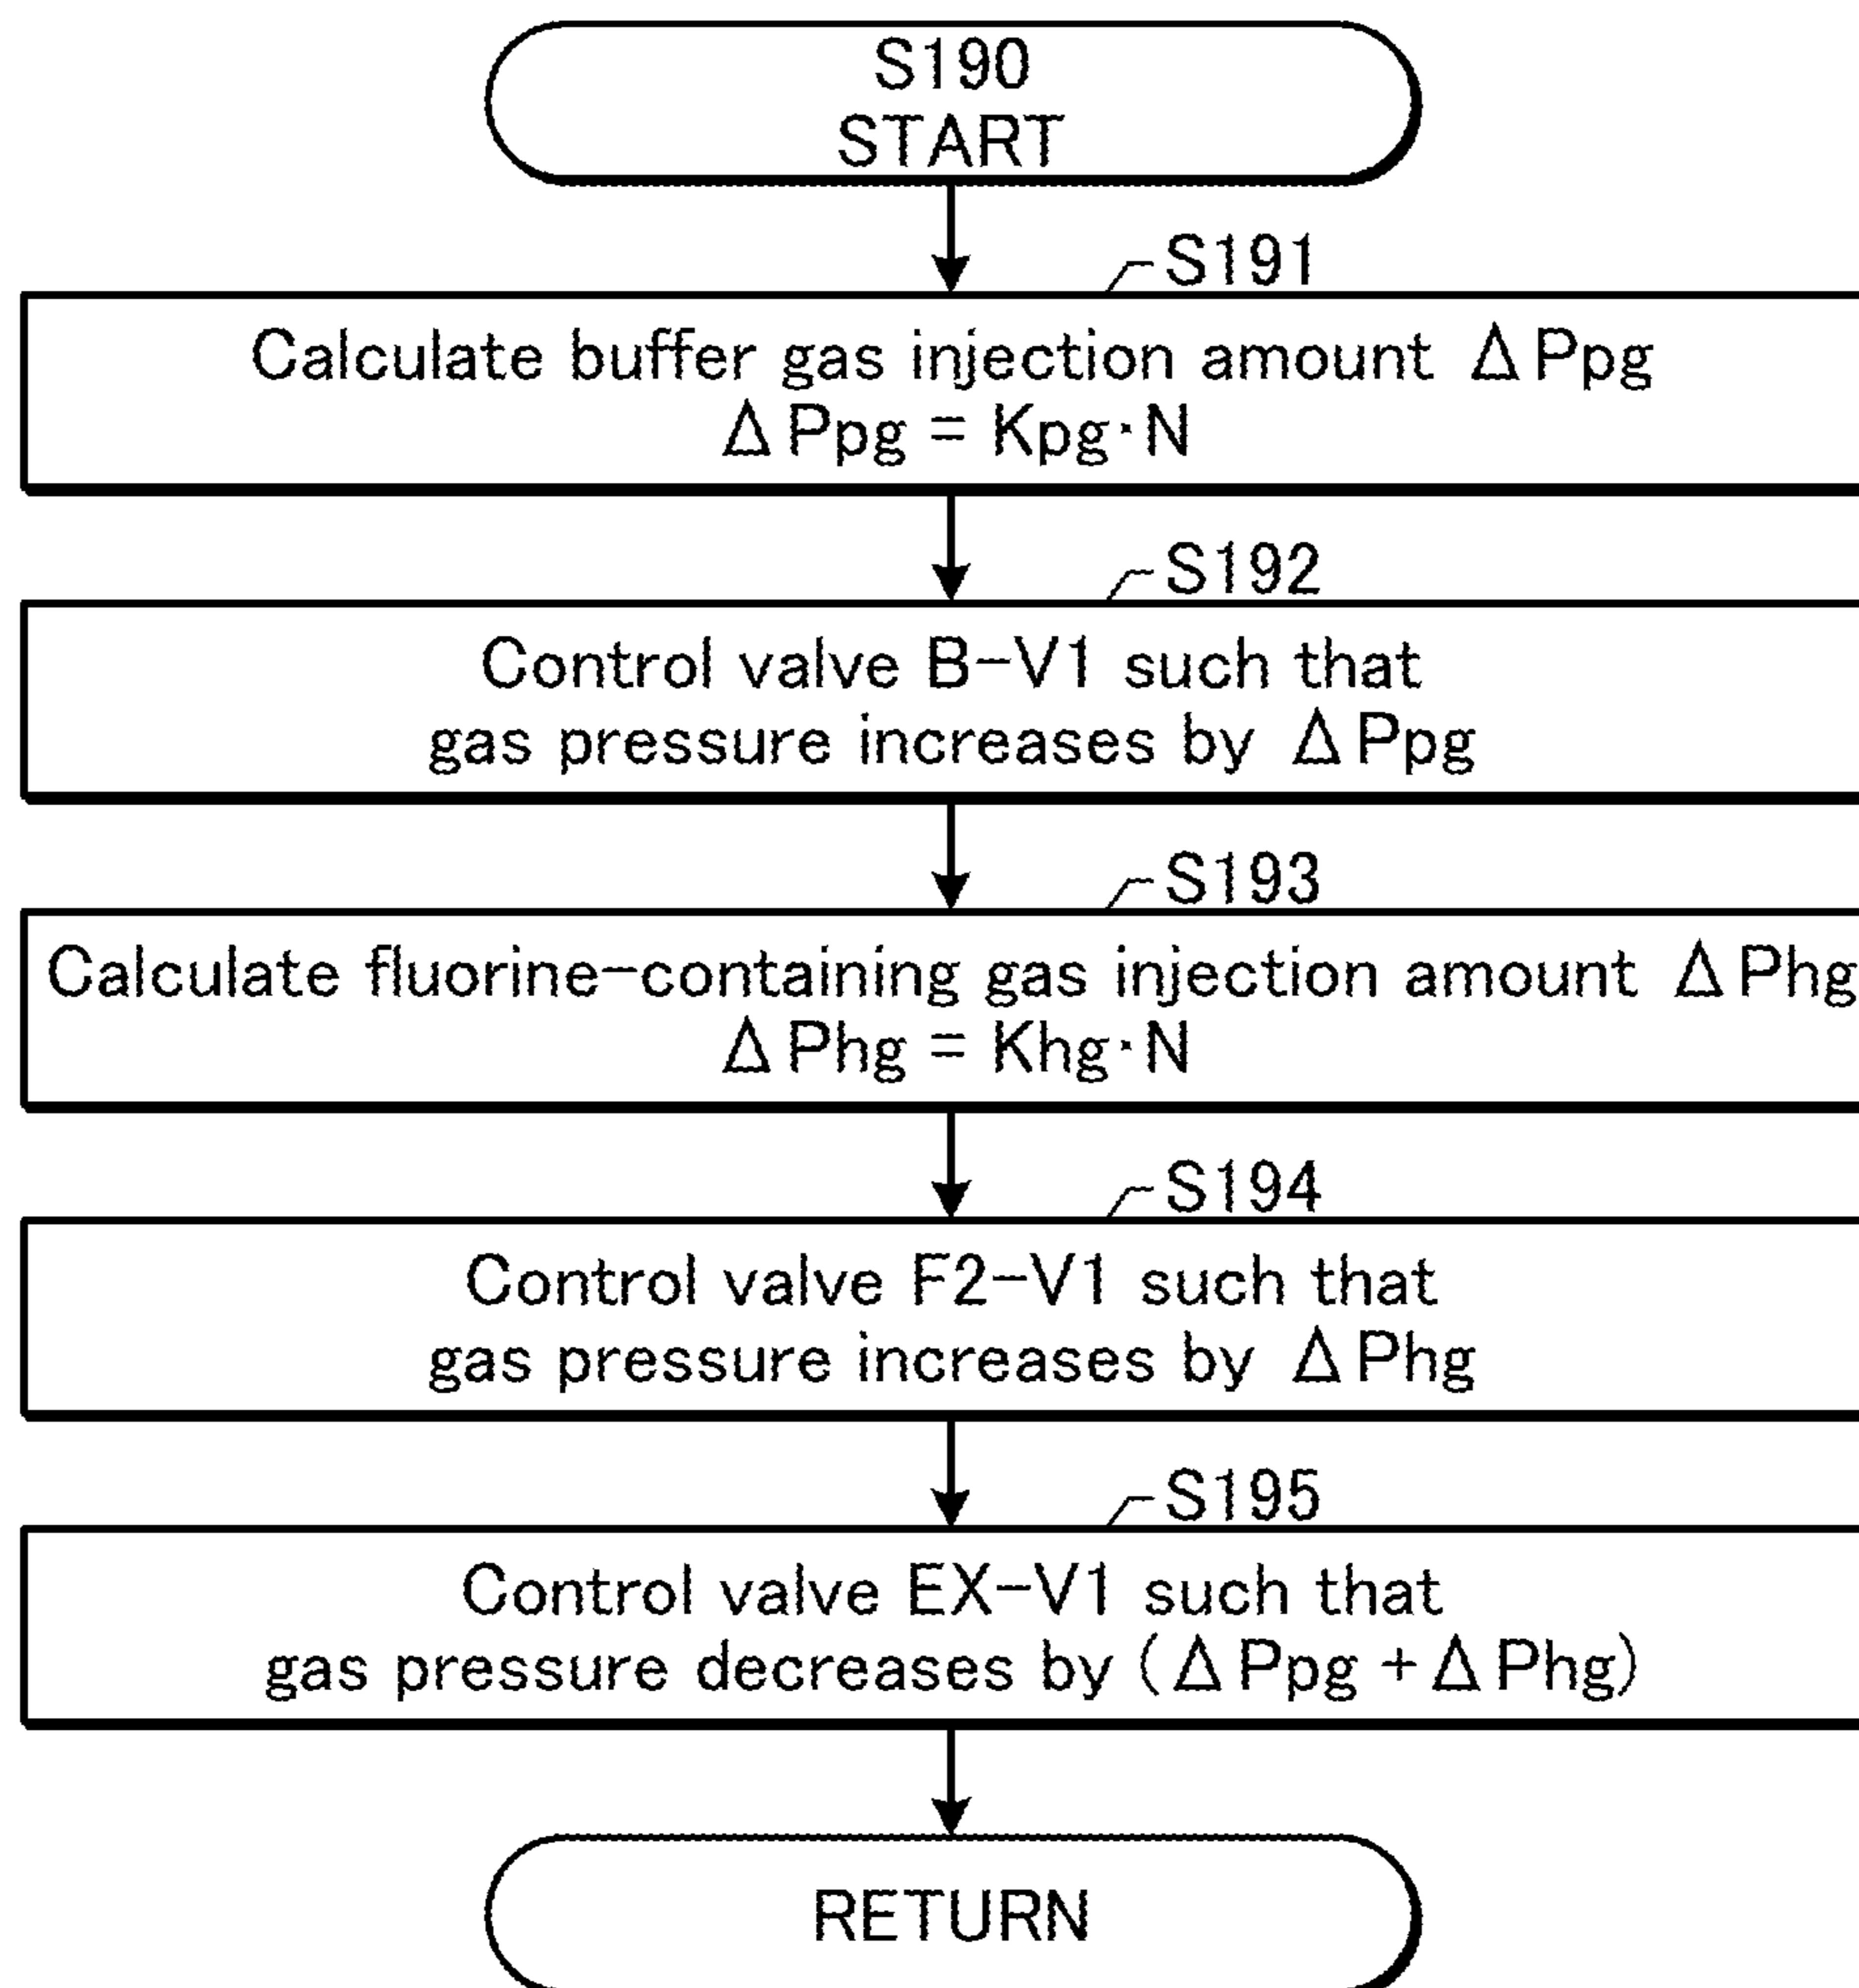 S190
START
S191
Calculate buffer gas injection amount ΔPpg
ΔPpg = Kpg·N
S192
Control valve B-V1 such that
gas pressure increases by ΔPpg
S193
Calculate fluorine-containing gas injection amount ΔPhg
ΔPhg = Khg·N
S194
Control valve F2-V1 such that
gas pressure increases by ΔPhg
S195
Control valve EX-V1 such that
gas pressure decreases by (ΔPpg+ΔPhg)
RETURN